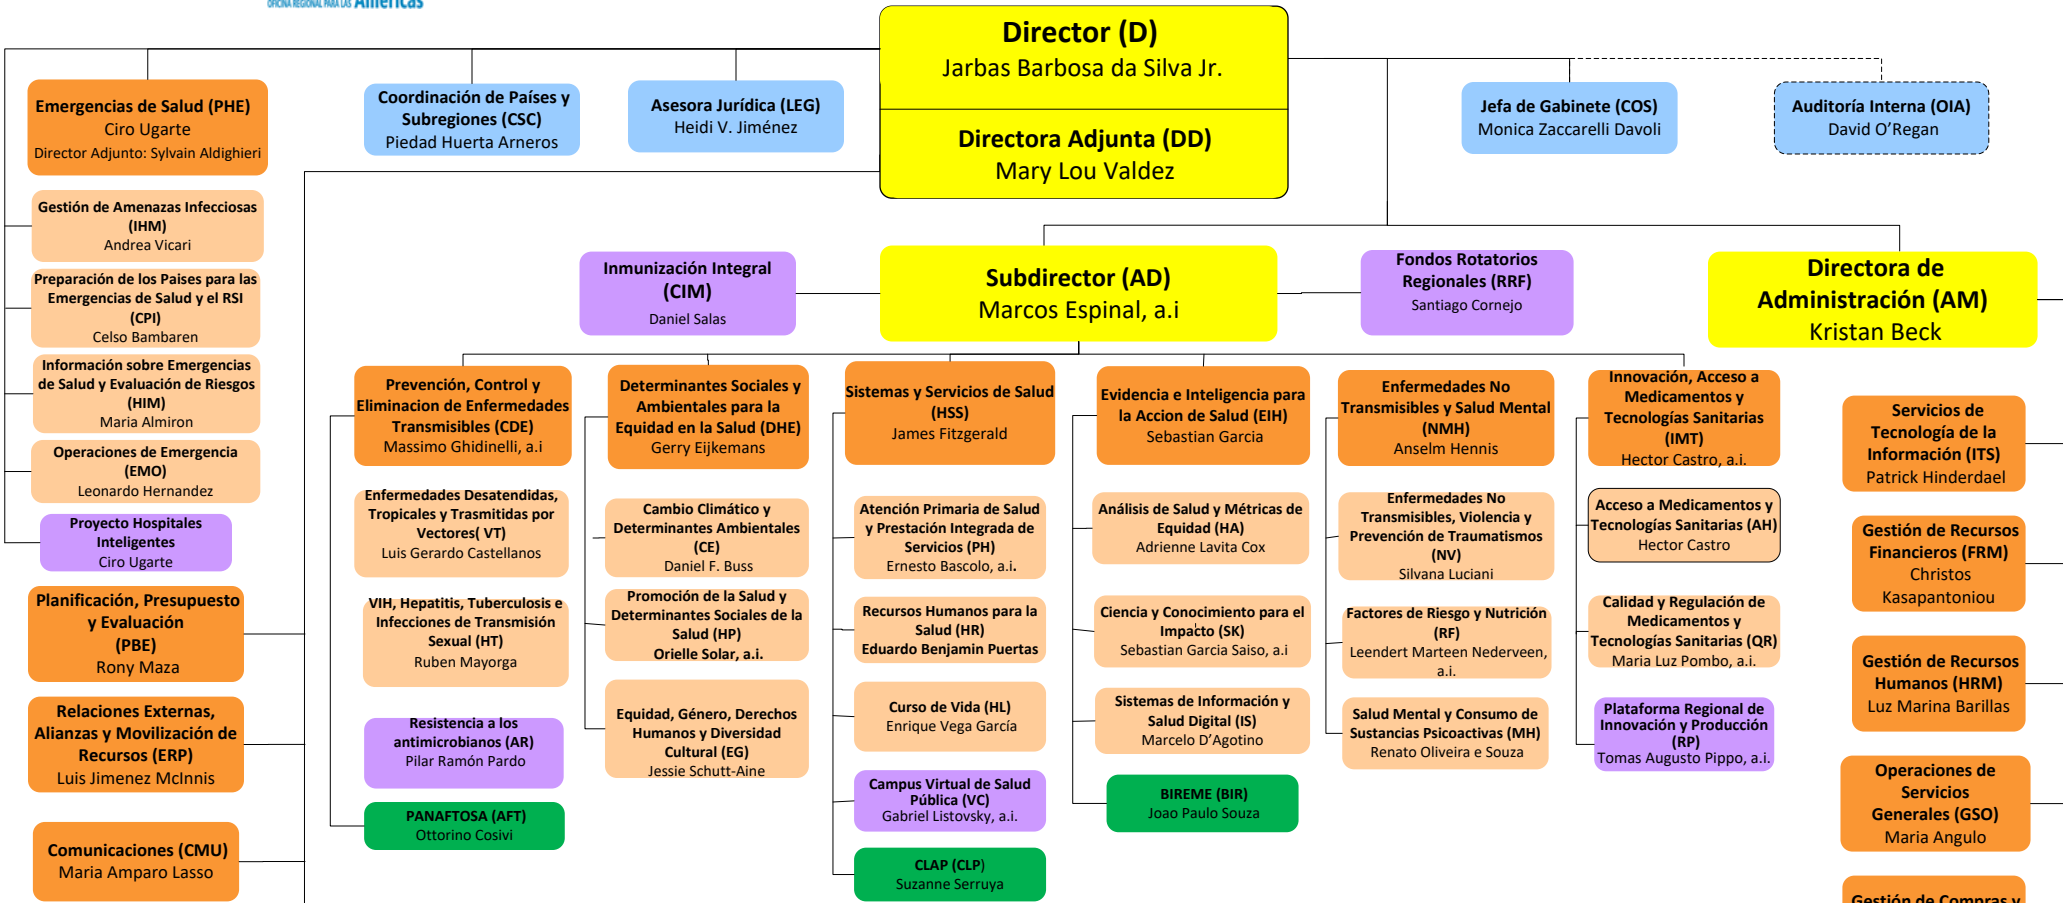 OFICINA REGIONAL PARA LAS Américas
Director (D)
Jarbas Barbosa da Silva Jr.
Directora Adjunta (DD)
Mary Lou Valdez
Emergencias de Salud (PHE)
Ciro Ugarte
Director Adjunto: Sylvain Aldighieri
Coordinación de Países y
Subregiones (CSC)
Piedad Huerta Arneros
Asesora Jurídica (LEG)
Heidi V. Jiménez
Jefa de Gabinete (COS)
Monica Zaccarelli Davoli
Auditoría Interna (OIA)
David O’Regan
Gestión de Amenazas Infecciosas
(IHM)
Andrea Vicari
Preparación de los Paises para las
Emergencias de Salud y el RSI
(CPI)
Celso Bambaren
Información sobre Emergencias
de Salud y Evaluación de Riesgos
(HIM)
Maria Almiron
Operaciones de Emergencia
(EMO)
Leonardo Hernandez
Proyecto Hospitales
Inteligentes
Ciro Ugarte
Planificación, Presupuesto
y Evaluación
(PBE)
Rony Maza
Relaciones Externas,
Alianzas y Movilización de
Recursos (ERP)
Luis Jimenez McInnis
Comunicaciones (CMU)
Maria Amparo Lasso
Inmunización Integral
(CIM)
Daniel Salas
Subdirector (AD)
Marcos Espinal, a.i
Fondos Rotatorios
Regionales (RRF)
Santiago Cornejo
Directora de
Administración (AM)
Kristan Beck
Prevención, Control y
Eliminacion de Enfermedades
Transmisibles (CDE)
Massimo Ghidinelli, a.i
Enfermedades Desatendidas,
Tropicales y Trasmitidas por
Vectores( VT)
Luis Gerardo Castellanos
VIH, Hepatitis, Tuberculosis e
Infecciones de Transmisión
Sexual (HT)
Ruben Mayorga
Resistencia a los
antimicrobianos (AR)
Pilar Ramón Pardo
PANAFTOSA (AFT)
Ottorino Cosivi
Determinantes Sociales y
Ambientales para la
Equidad en la Salud (DHE)
Gerry Eijkemans
Cambio Climático y
Determinantes Ambientales
(CE)
Daniel F. Buss
Promoción de la Salud y
Determinantes Sociales de la
Salud (HP)
Orielle Solar, a.i.
Equidad, Género, Derechos
Humanos y Diversidad
Cultural (EG)
Jessie Schutt-Aine
Sistemas y Servicios de Salud
(HSS)
James Fitzgerald
Atención Primaria de Salud
y Prestación Integrada de
Servicios (PH)
Ernesto Bascolo, a.i.
Recursos Humanos para la
Salud (HR)
Eduardo Benjamin Puertas
Curso de Vida (HL)
Enrique Vega García
Campus Virtual de Salud
Pública (VC)
Gabriel Listovsky, a.i.
CLAP (CLP)
Suzanne Serruya
Evidencia e Inteligencia para
la Accion de Salud (EIH)
Sebastian Garcia
Análisis de Salud y Métricas de
Equidad (HA)
Adrienne Lavita Cox
Ciencia y Conocimiento para el
Impacto (SK)
Sebastian Garcia Saiso, a.i
Sistemas de Información y
Salud Digital (IS)
Marcelo D’Agotino
BIREME (BIR)
Joao Paulo Souza
Enfermedades No
Transmisibles y Salud Mental
(NMH)
Anselm Hennis
Enfermedades No
Transmisibles, Violencia y
Prevención de Traumatismos
(NV)
Silvana Luciani
Factores de Riesgo y Nutrición
(RF)
Leendert Marteen Nederveen,
a.i.
Salud Mental y Consumo de
Sustancias Psicoactivas (MH)
Renato Oliveira e Souza
Innovación, Acceso a
Medicamentos y
Tecnologías Sanitarias
(IMT)
Hector Castro, a.i.
Acceso a Medicamentos y
Tecnologías Sanitarias (AH)
Hector Castro
Calidad y Regulación de
Medicamentos y
Tecnologías Sanitarias (QR)
Maria Luz Pombo, a.i.
Plataforma Regional de
Innovación y Producción
(RP)
Tomas Augusto Pippo, a.i.
Servicios de
Tecnología de la
Información (ITS)
Patrick Hinderdael
Gestión de Recursos
Financieros (FRM)
Christos
Kasapantoniou
Gestión de Recursos
Humanos (HRM)
Luz Marina Barillas
Operaciones de
Servicios
Generales (GSO)
Maria Angulo
Gestión de Compras y